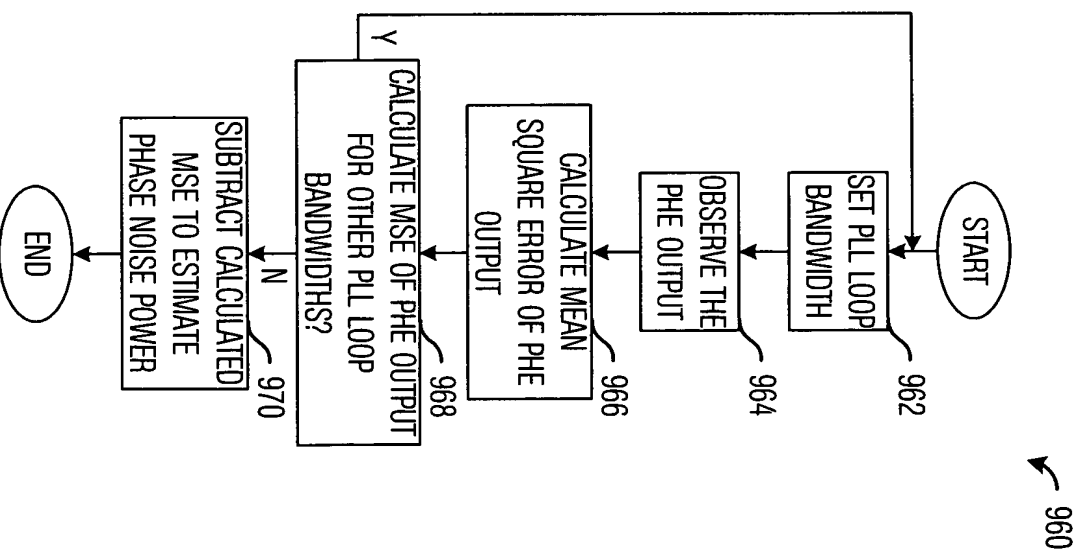 960
START
SET PLL LOOP
BANDWIDTH
962
OBSERVE THE
PHE OUTPUT
964
CALCULATE MEAN
SQUARE ERROR OF PHE
OUTPUT
966
CALCULATE MSE OF PHE OUTPUT
FOR OTHER PLL LOOP
BANDWIDTHS?
968
Y
N
SUBTRACT CALCULATED
MSE TO ESTIMATE
PHASE NOISE POWER
970
END